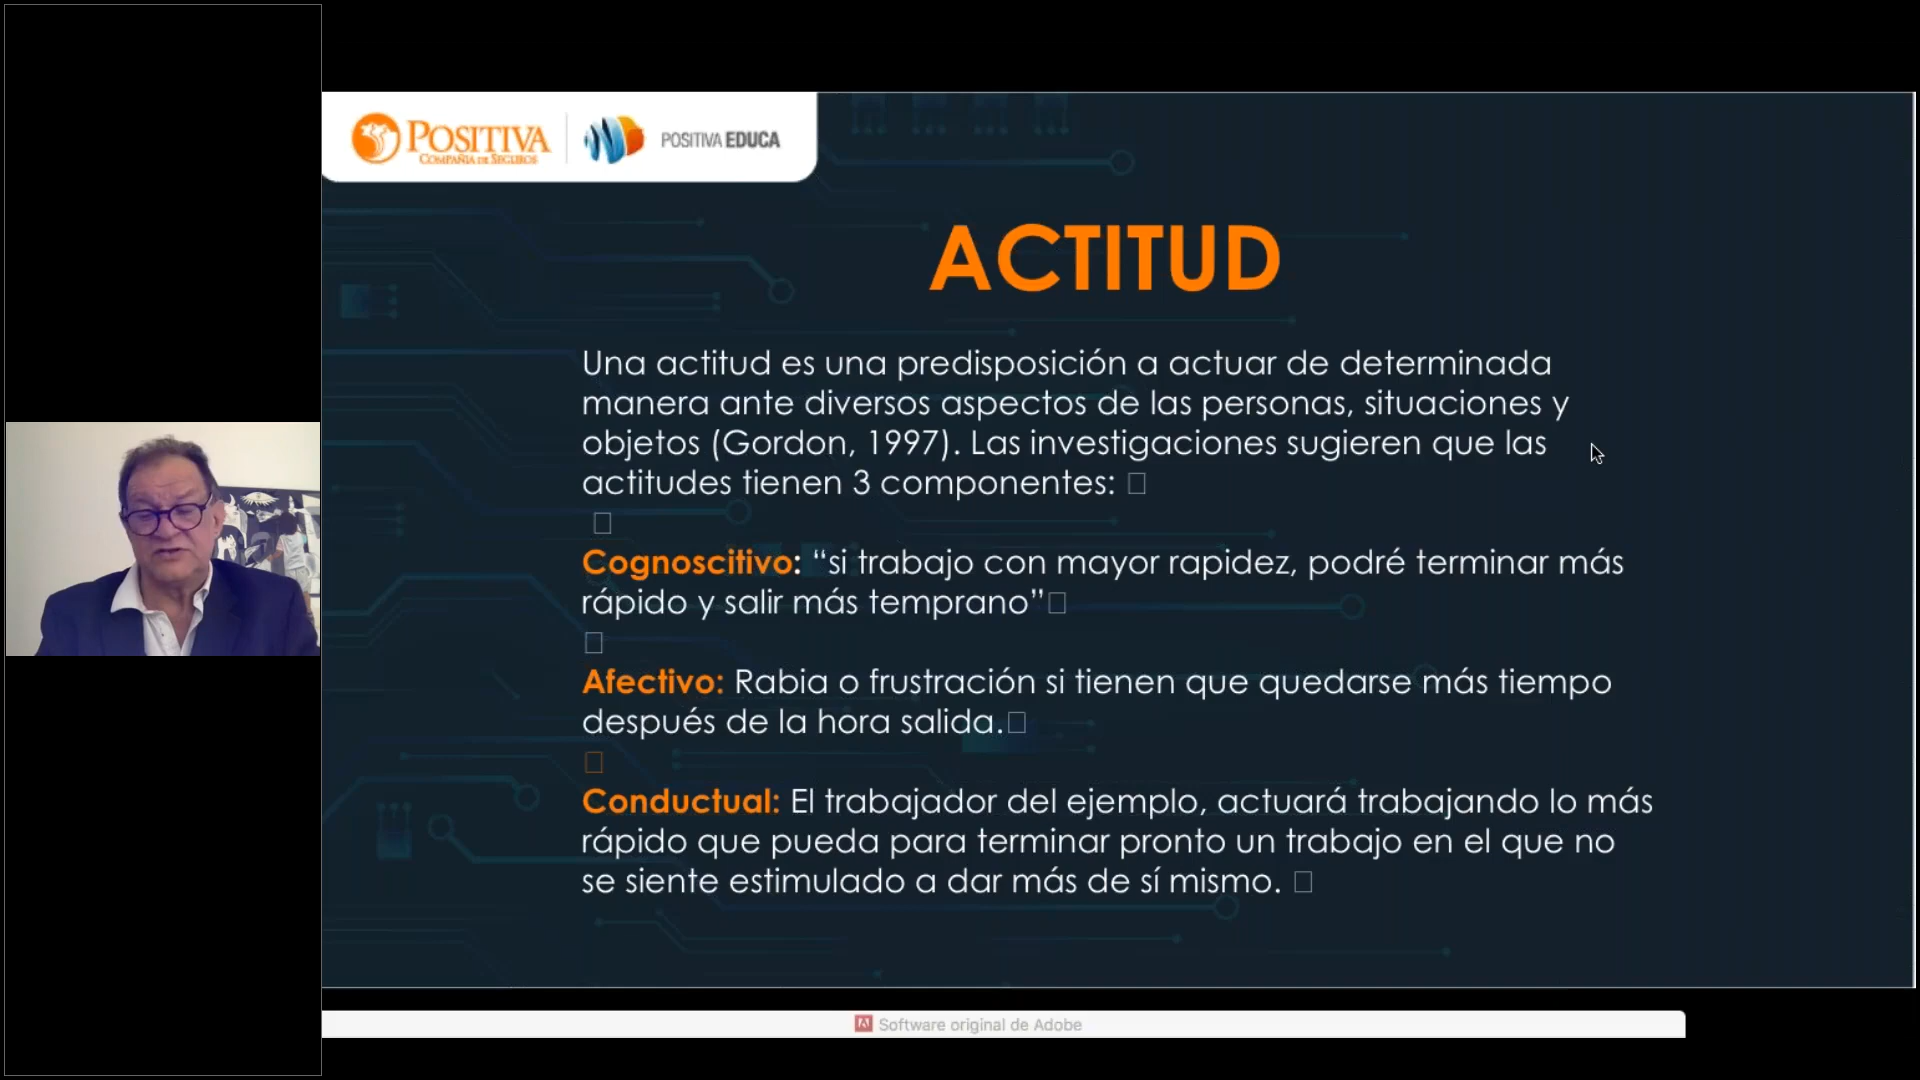 POSITIVA
COMPAÑIA DE SEGUROS
POSITIVA EDUCA
ACTITUD
Una actitud es una predisposición a actuar de determinada
manera ante diversos aspectos de las personas, situaciones y
objetos (Gordon, 1997). Las investigaciones sugieren que las
actitudes tienen 3 componentes:
Cognoscitivo: “si trabajo con mayor rapidez, podré terminar más
rápido y salir más temprano”
Afectivo: Rabia o frustración si tienen que quedarse más tiempo
después de la hora salida.
Conductual: El trabajador del ejemplo, actuará trabajando lo más
rápido que pueda para terminar pronto un trabajo en el que no
se siente estimulado a dar más de sí mismo.
Software original de Adobe